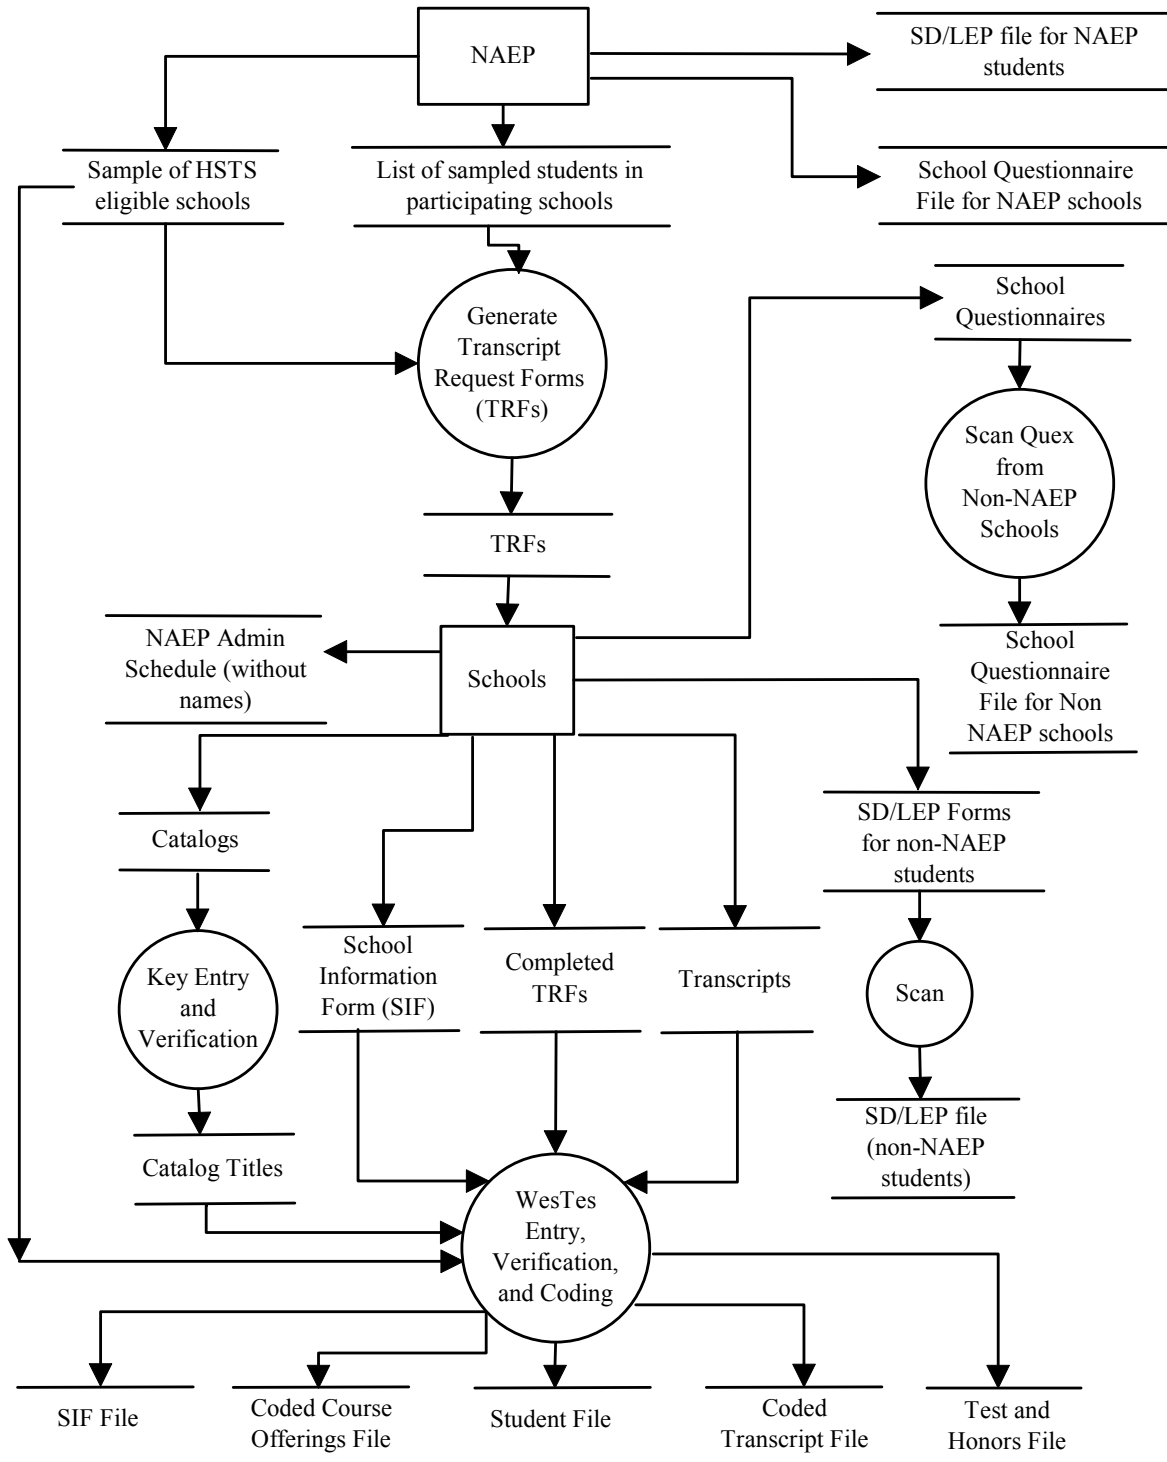 NAEP
SD/LEP file for NAEP
students
Sample of HSTS
eligible schools
List of sampled students in
participating schools
School Questionnaire
File for NAEP schools
School
Questionnaires
Generate
Transcript
Request Forms
(TRFs)
Scan Quex
from
Non-NAEP
Schools
TRFs
NAEP Admin
Schedule (without
names)
Schools
School
Questionnaire
File for Non
NAEP schools
Catalogs
SD/LEP Forms
for non-NAEP
students
Key Entry
and
Verification
School
Information
Form (SIF)
Completed
TRFs
Transcripts
Scan
Catalog Titles
SD/LEP file
(non-NAEP
students)
WesTes
Entry,
Verification,
and Coding
SIF File
Coded Course
Offerings File
Student File
Coded
Transcript File
Test and
Honors File